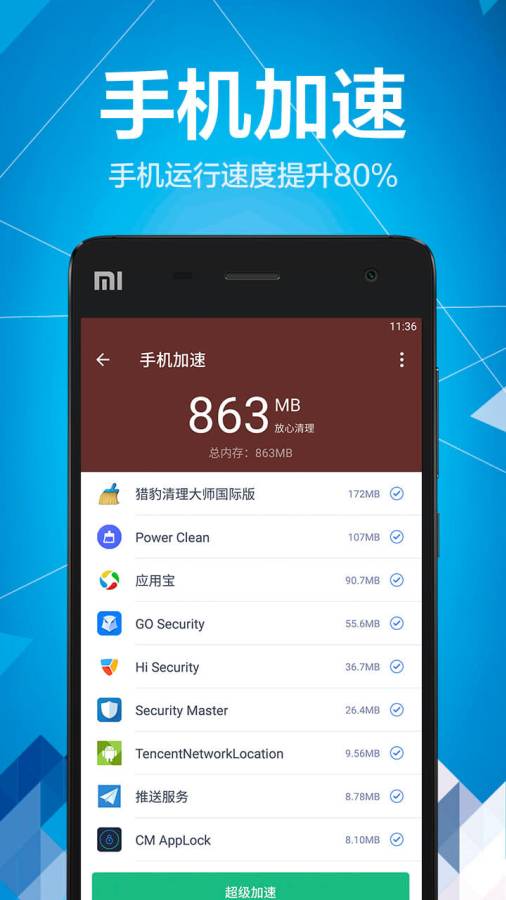 手机加速
手机运行速度提升80%
MI
11:36
手机加速
863 MB
放心清理
总内存：863MB
猎豹清理大师国际版 172MB
Power Clean 107MB
应用宝 90.7MB
GO Security 55.6MB
Hi Security 36.7MB
Security Master 26.4MB
TencentNetworkLocation 9.56MB
推送服务 8.78MB
CM AppLock 8.10MB
超级加速